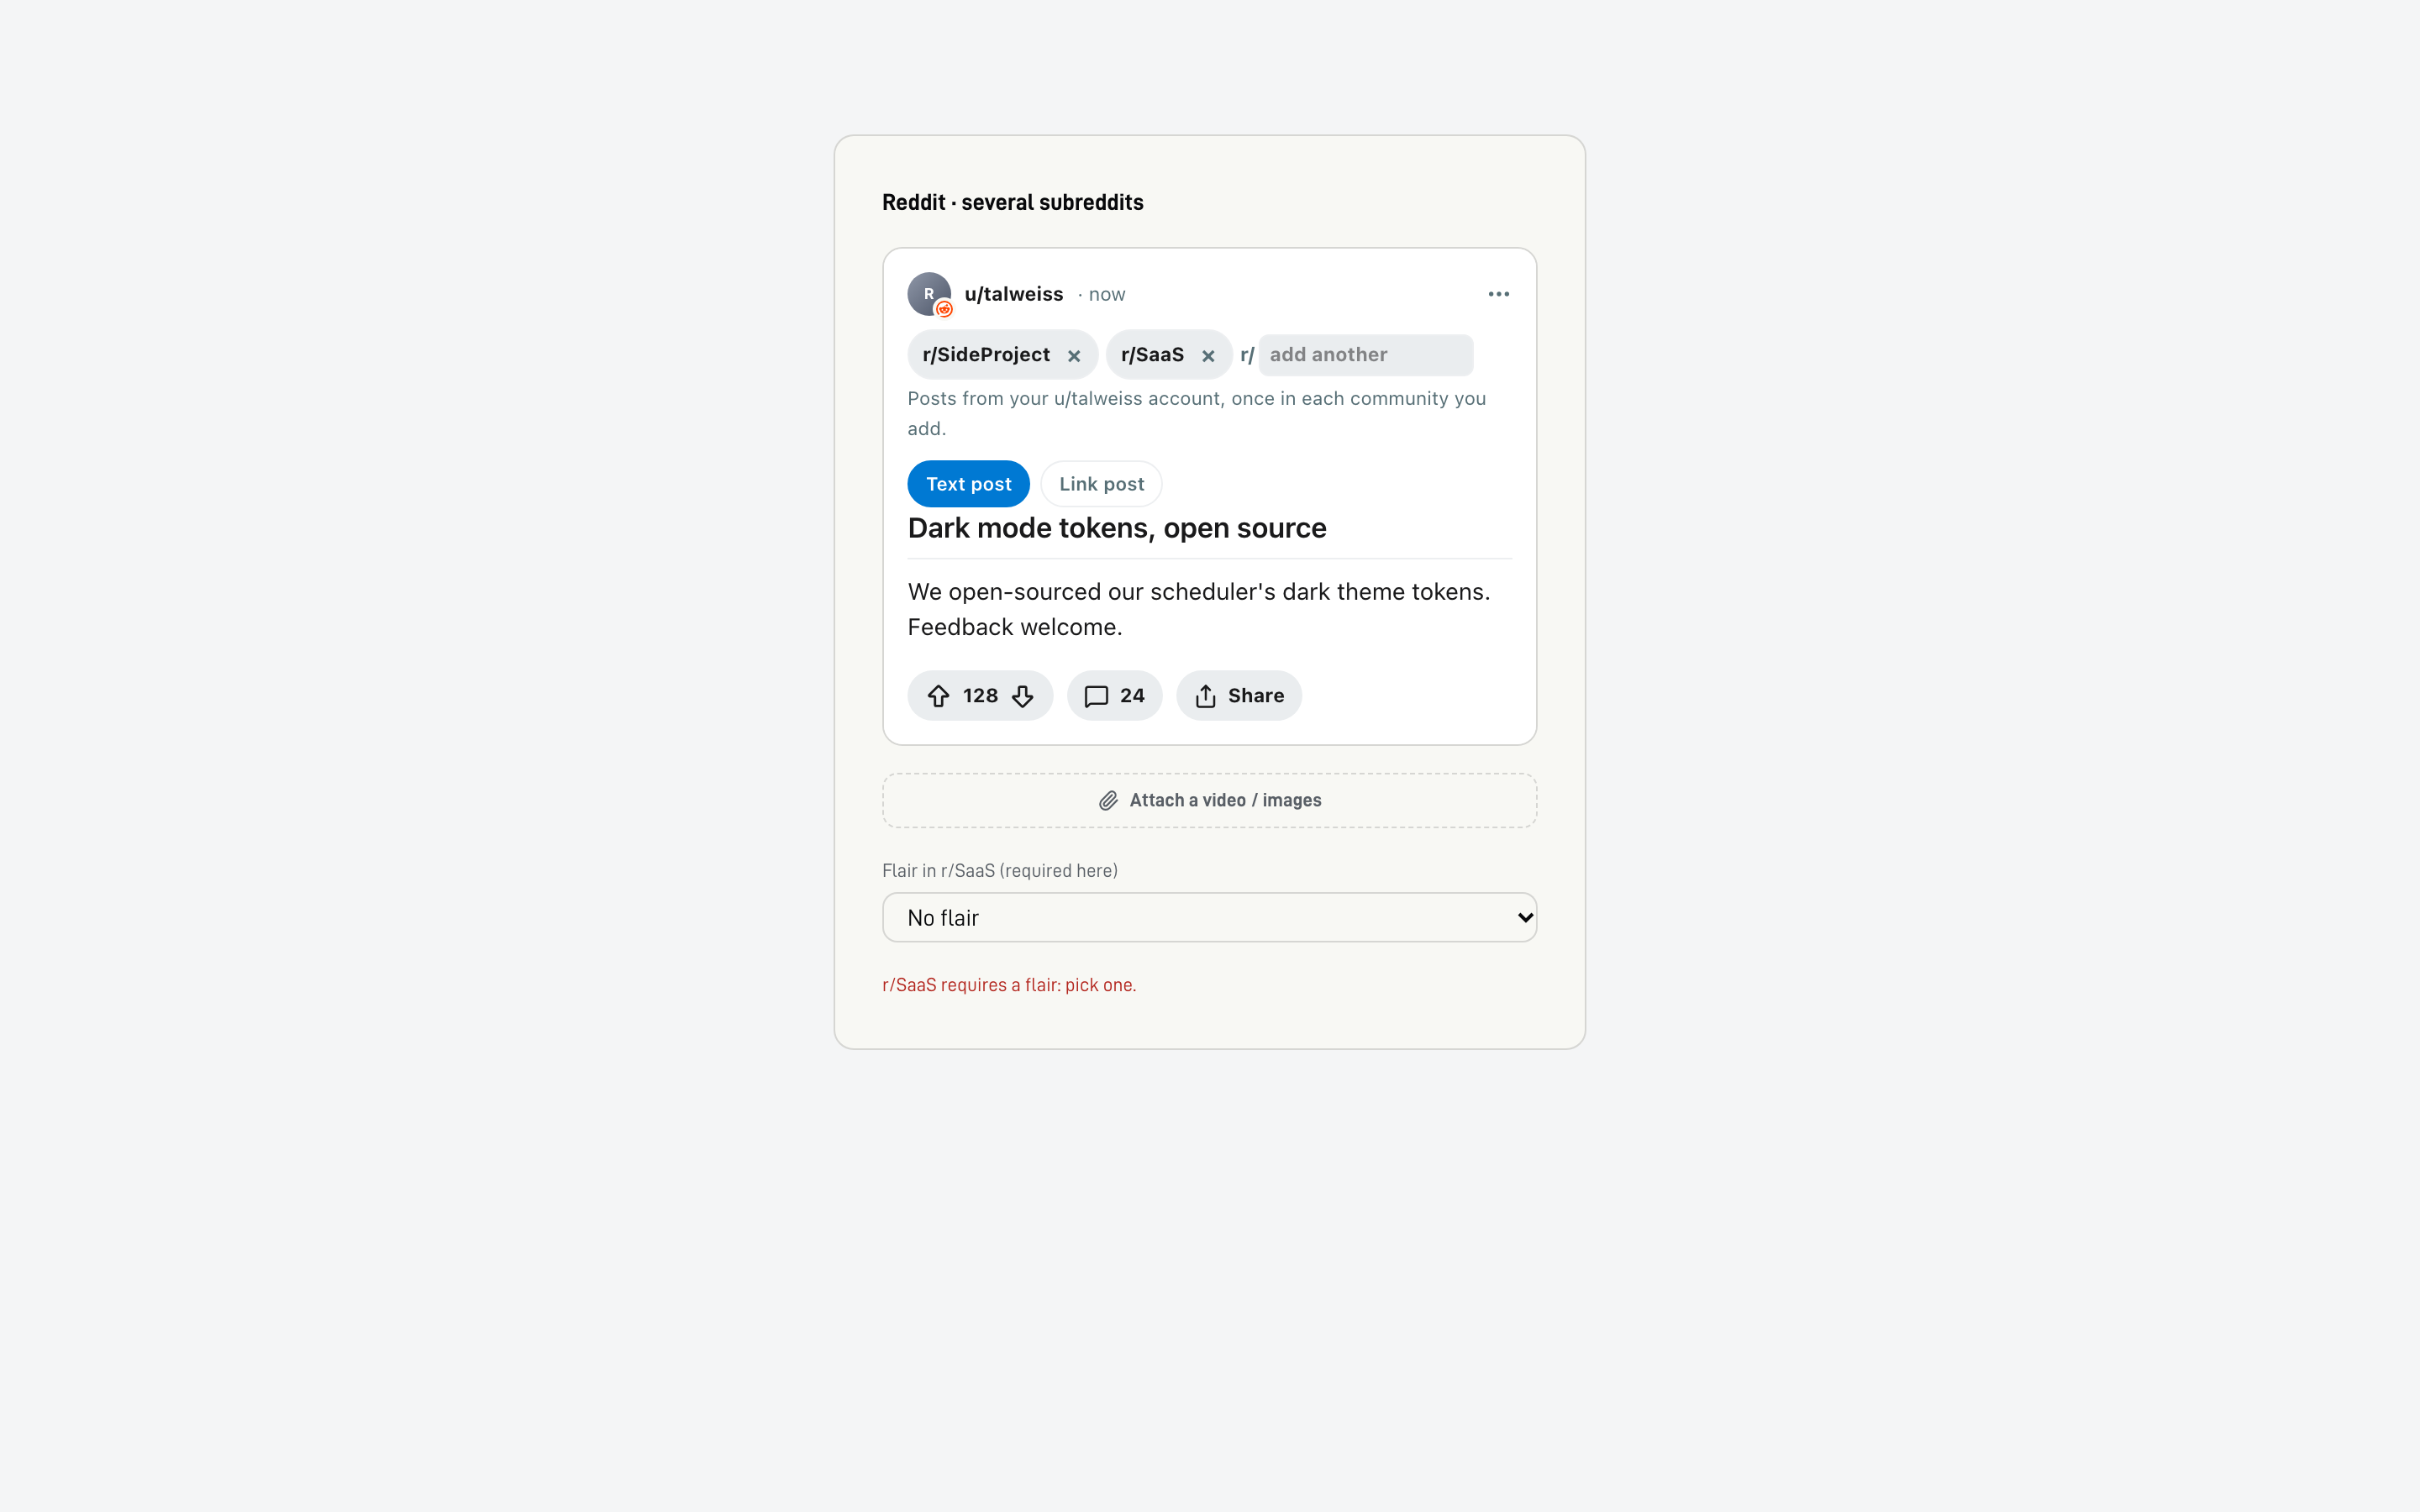 Reddit · several subreddits
R u/talweiss · now
r/SideProject × r/SaaS × r/ add another
Posts from your u/talweiss account, once in each community you
add.
Text post Link post
Dark mode tokens, open source
We open-sourced our scheduler's dark theme tokens.
Feedback welcome.
128 24 Share
Attach a video / images
Flair in r/SaaS (required here)
No flair
r/SaaS requires a flair: pick one.